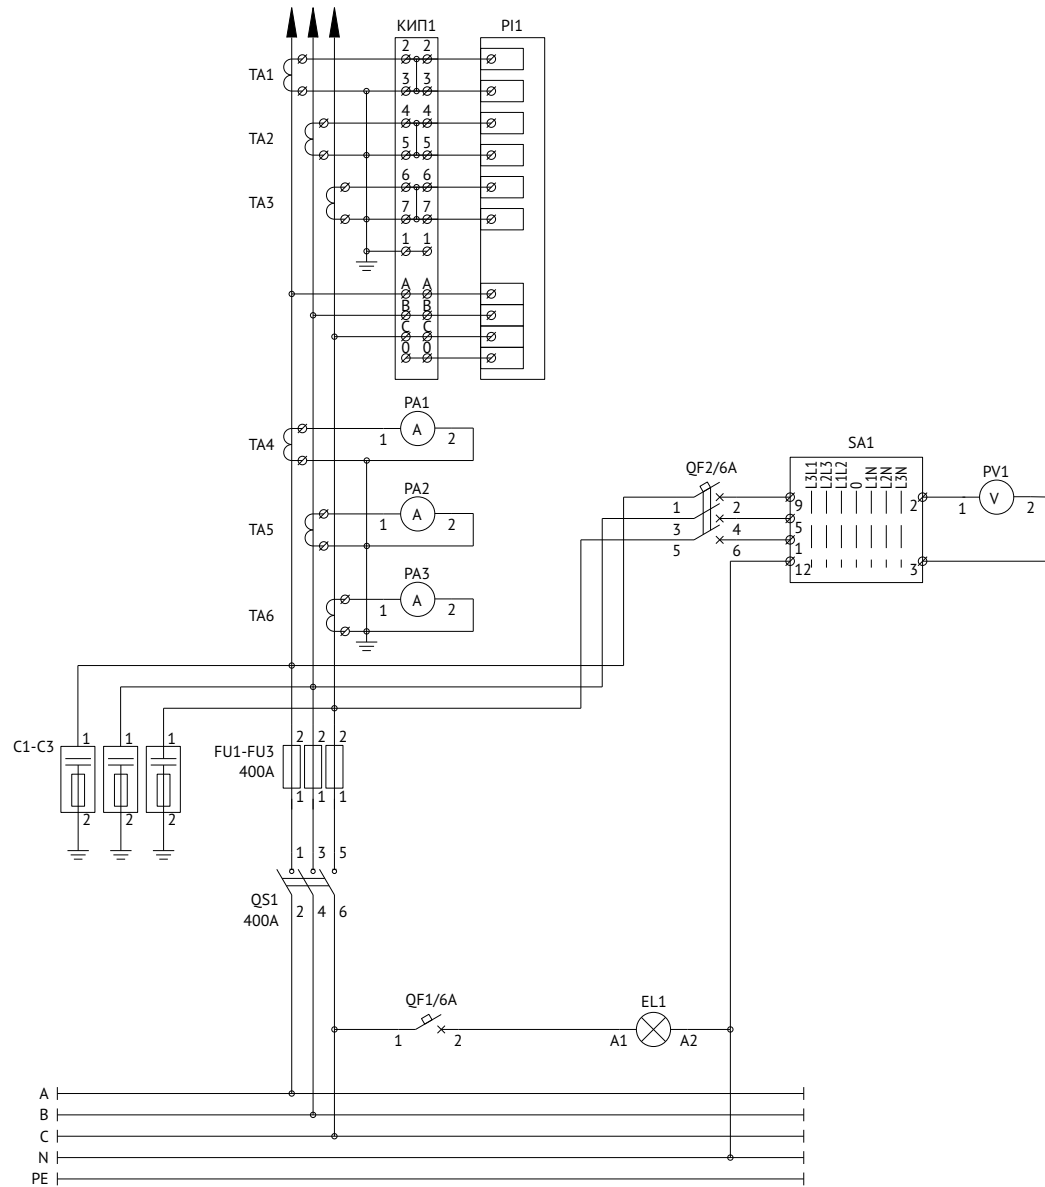 КИП1
PI1
2 2
TA1
3 3
4 4
TA2
5 5
6 6
TA3
7 7
1 1
A A
B B
C C
0 0
PA1
A
1 2
TA4
PA2
A
1 2
TA5
PA3
A
1 2
TA6
QF2/6A
1 2
3 4
5 6
SA1
L3L1
L2L3
L1L2
0
L1N
L2N
L3N
9 2
5
1
12 3
PV1
V
1 2
C1-C3
1 1 1
2 2 2
FU1-FU3
400A
2 2 2
1 1 1
1 3 5
QS1
400A
2 4 6
QF1/6A
1 2
EL1
A1 A2
A
B
C
N
PE